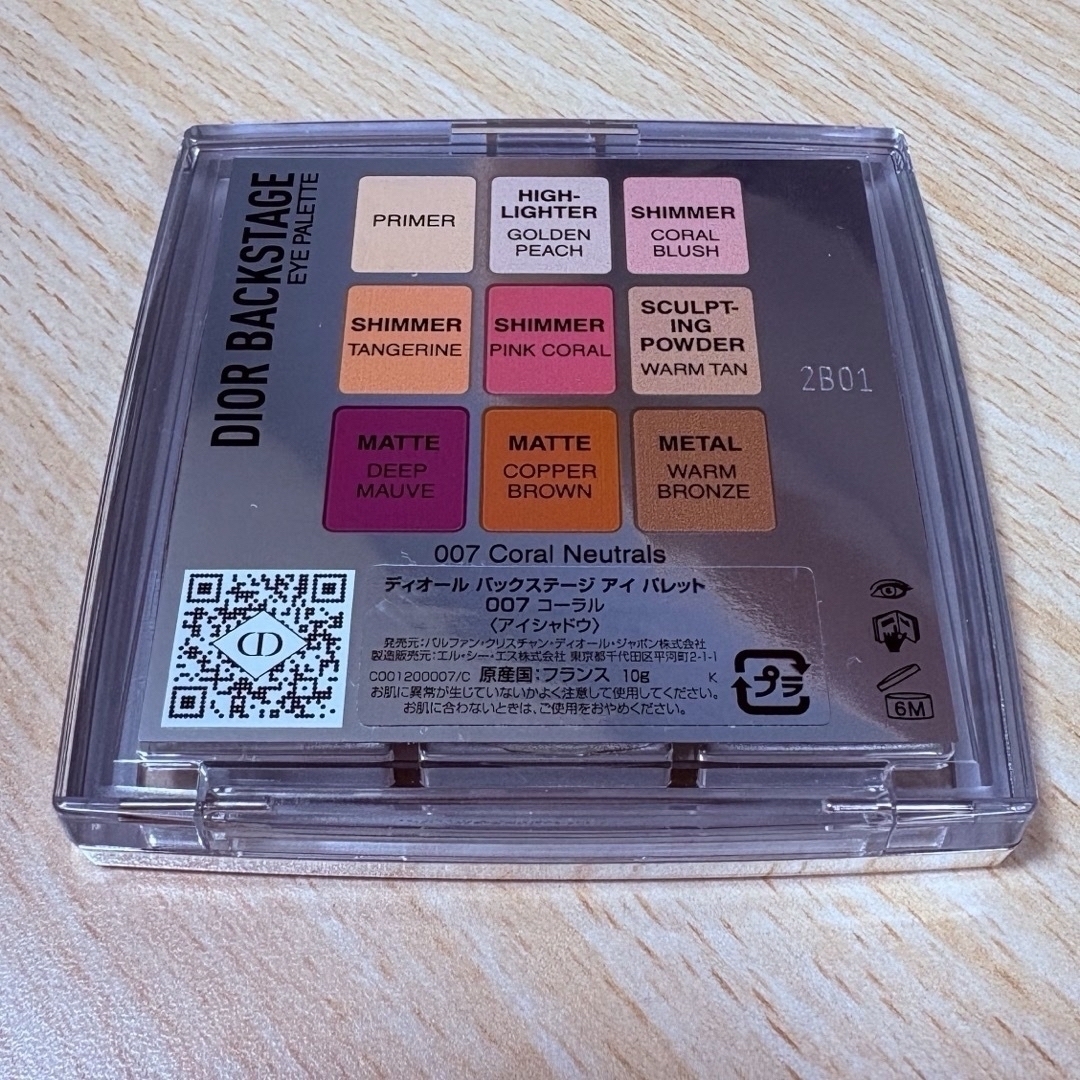 DIOR BACKSTAGE
EYE PALETTE
PRIMER
HIGH-
LIGHTER
GOLDEN
PEACH
SHIMMER
CORAL
BLUSH
SHIMMER
TANGERINE
SHIMMER
PINK CORAL
SCULPT-
ING
POWDER
WARM TAN
2B01
MATTE
DEEP
MAUVE
MATTE
COPPER
BROWN
METAL
WARM
BRONZE
007 Coral Neutrals
ディオール バックステージ アイ パレット
007 コーラル
〈アイシャドウ〉
発売元:パルファン・クリスチャン・ディオール・ジャポン株式会社
製造販売元:エル・シー・エス株式会社 東京都千代田区平河町2-1-1
C001200007/C 原産国:フランス 10g K
お肌に異常が生じていないかよく注意して使用してください。
お肌に合わないときは、ご使用をおやめください。
プラ
6M
CD